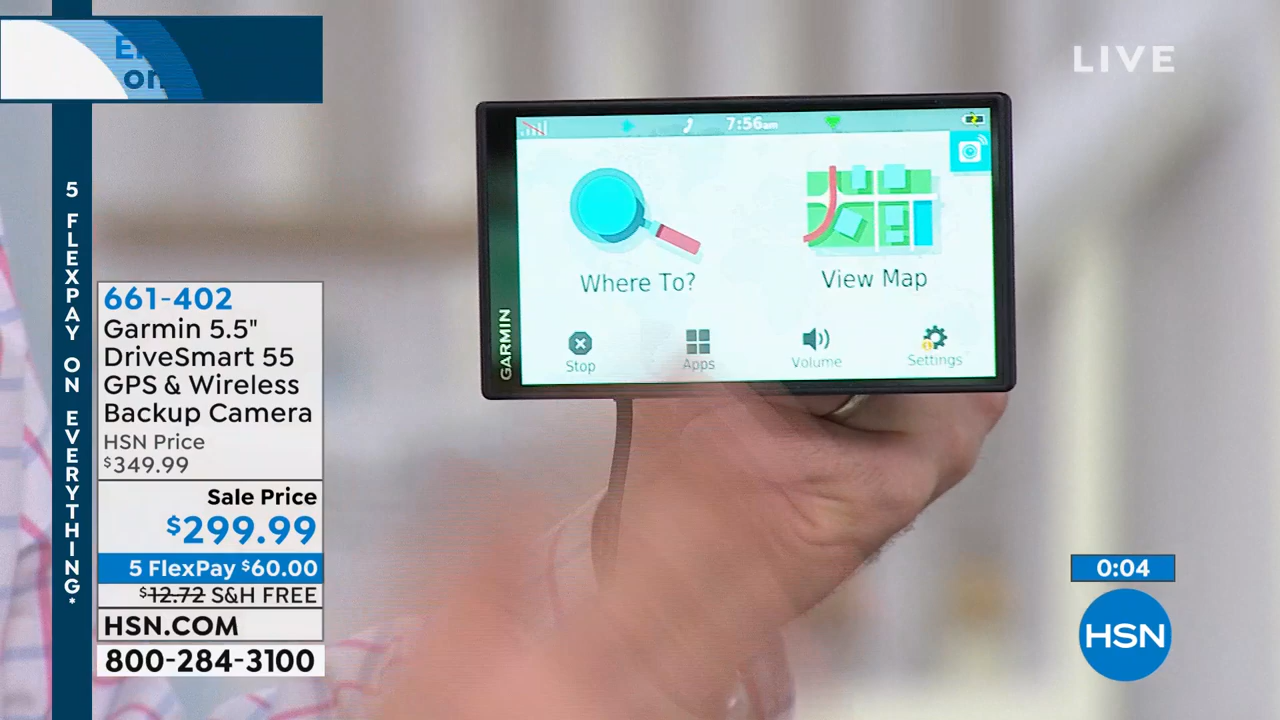 LIVE
5 FLEXPAY ON EVERYTHING*
661-402
Garmin 5.5"
DriveSmart 55
GPS & Wireless
Backup Camera
HSN Price
$349.99
Sale Price
$299.99
5 FlexPay $60.00
$12.72 S&H FREE
HSN.COM
800-284-3100
7:56am
Where To?
View Map
Stop
Apps
Volume
Settings
GARMIN
0:04
HSN